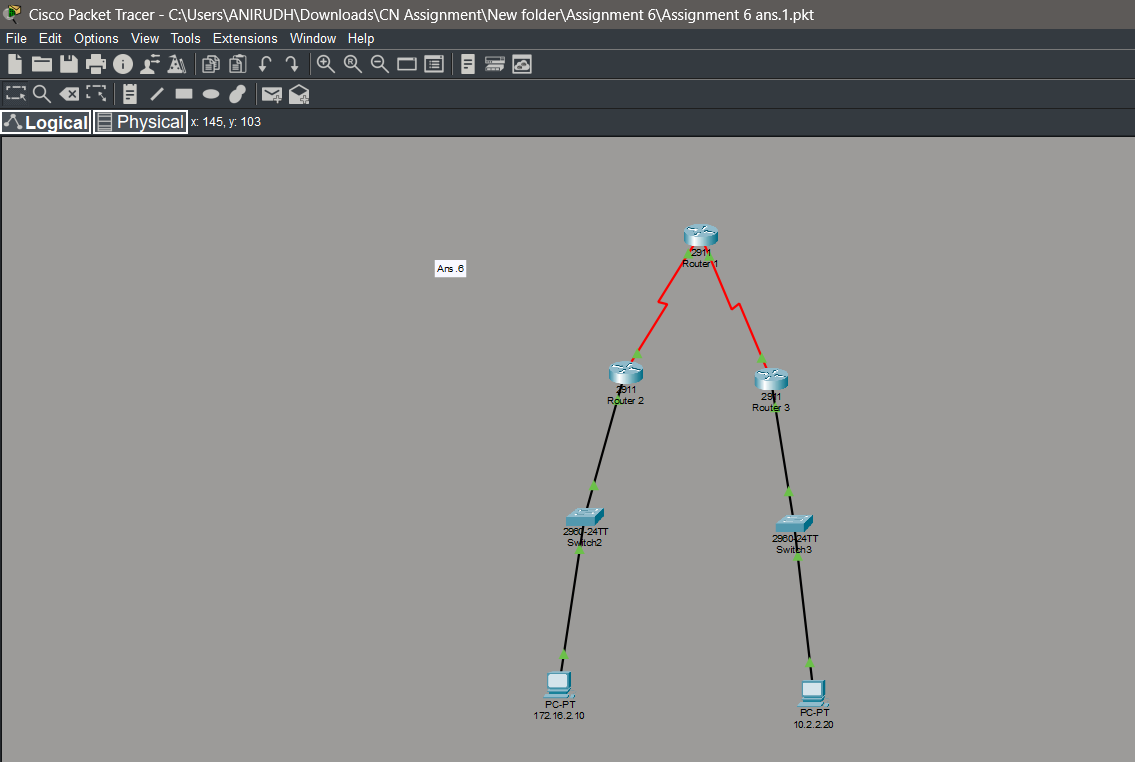 Cisco Packet Tracer - C:\Users\ANIRUDH\Downloads\CN Assignment\New folder\Assignment 6\Assignment 6 ans.1.pkt
File Edit Options View Tools Extensions Window Help
Logical Physical x: 145, y: 103
2911
Router 1
Ans .6
2911
Router 2
2911
Router 3
2960-24TT
Switch2
2960-24TT
Switch3
PC-PT
172.16.2.10
PC-PT
10.2.2.20